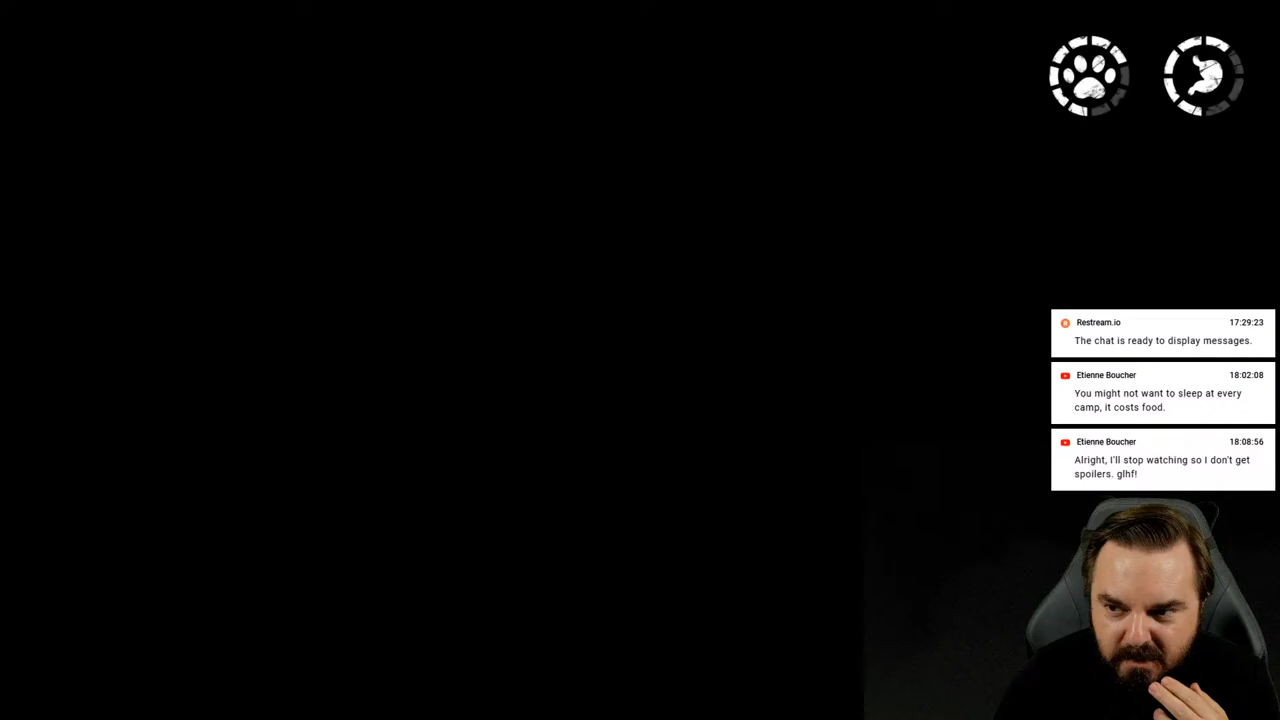 Restream.io 17:29:23
The chat is ready to display messages.
Etienne Boucher 18:02:08
You might not want to sleep at every
camp, it costs food.
Etienne Boucher 18:08:56
Alright, I'll stop watching so I don't get
spoilers. glhf!